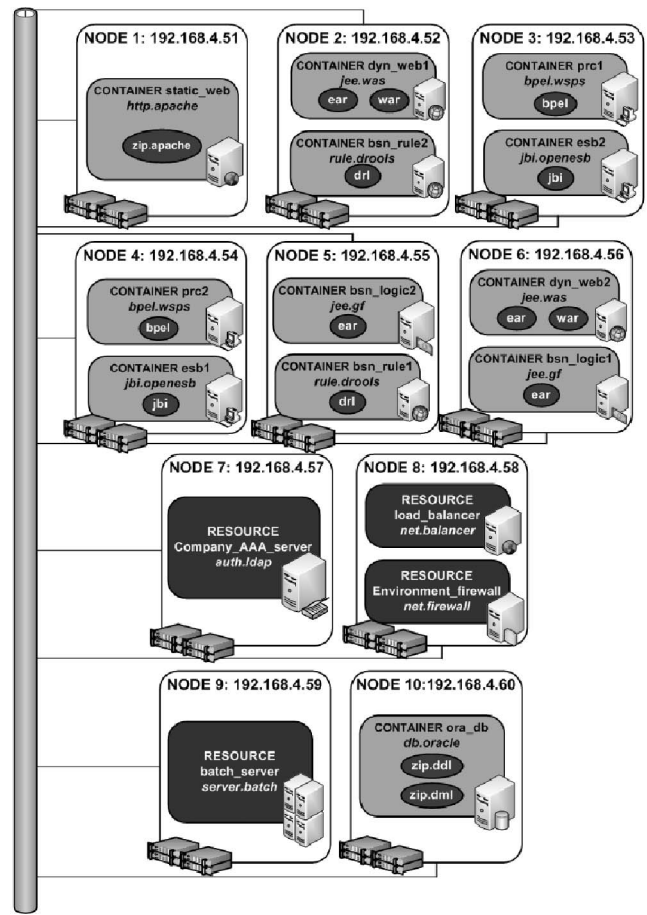 NODE 1: 192.168.4.51
CONTAINER static_web
http.apache
zip.apache
NODE 2: 192.168.4.52
CONTAINER dyn_web1
jee.was
ear war
CONTAINER bsn_rule2
rule.drools
drl
NODE 3: 192.168.4.53
CONTAINER prc1
bpel.wsps
bpel
CONTAINER esb2
jbi.openesb
jbi
NODE 4: 192.168.4.54
CONTAINER prc2
bpel.wsps
bpel
CONTAINER esb1
jbi.openesb
jbi
NODE 5: 192.168.4.55
CONTAINER bsn_logic2
jee.gf
ear
CONTAINER bsn_rule1
rule.drools
drl
NODE 6: 192.168.4.56
CONTAINER dyn_web2
jee.was
ear war
CONTAINER bsn_logic1
jee.gf
ear
NODE 7: 192.168.4.57
RESOURCE
Company_AAA_server
auth.ldap
NODE 8: 192.168.4.58
RESOURCE
load_balancer
net.balancer
RESOURCE
Environment_firewall
net.firewall
NODE 9: 192.168.4.59
RESOURCE
batch_server
server.batch
NODE 10:192.168.4.60
CONTAINER ora_db
db.oracle
zip.ddl
zip.dml